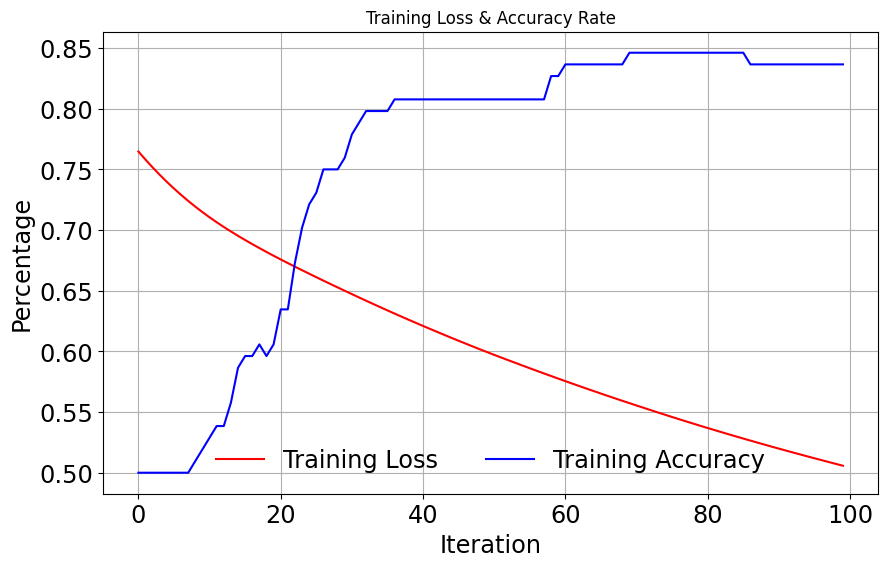 Training Loss & Accuracy Rate
Percentage
0.85
0.80
0.75
0.70
0.65
0.60
0.55
0.50
Training Loss Training Accuracy
0 20 40 60 80 100
Iteration